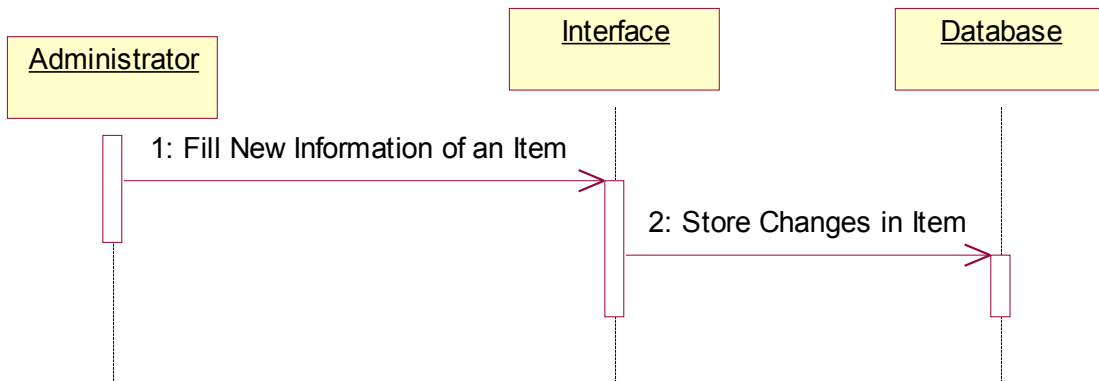 Administrator
Interface
Database
1: Fill New Information of an Item
2: Store Changes in Item